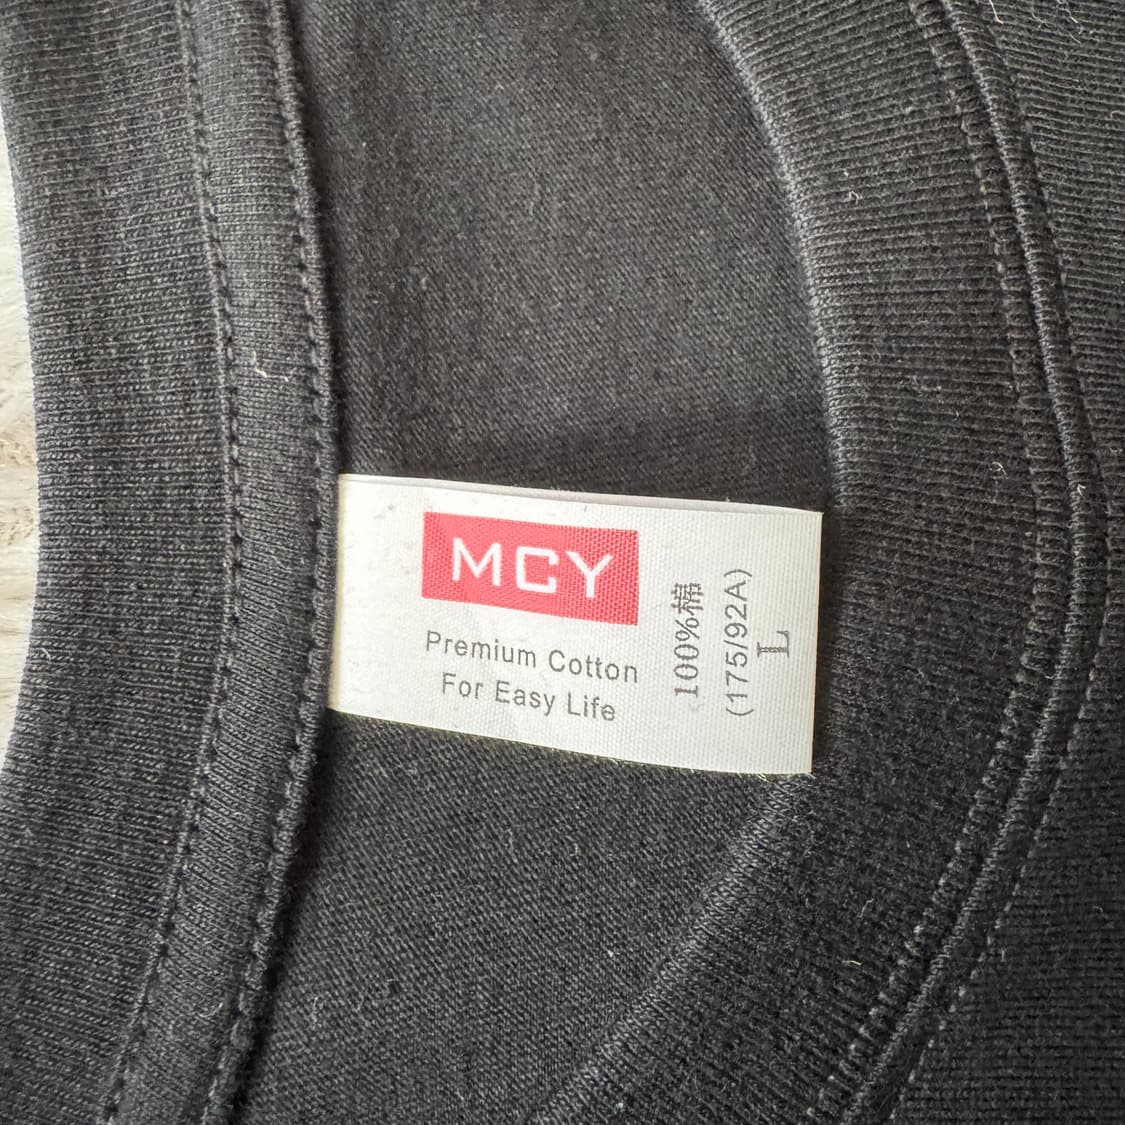 MCY
Premium Cotton
For Easy Life
100%棉
(175/92A)
L